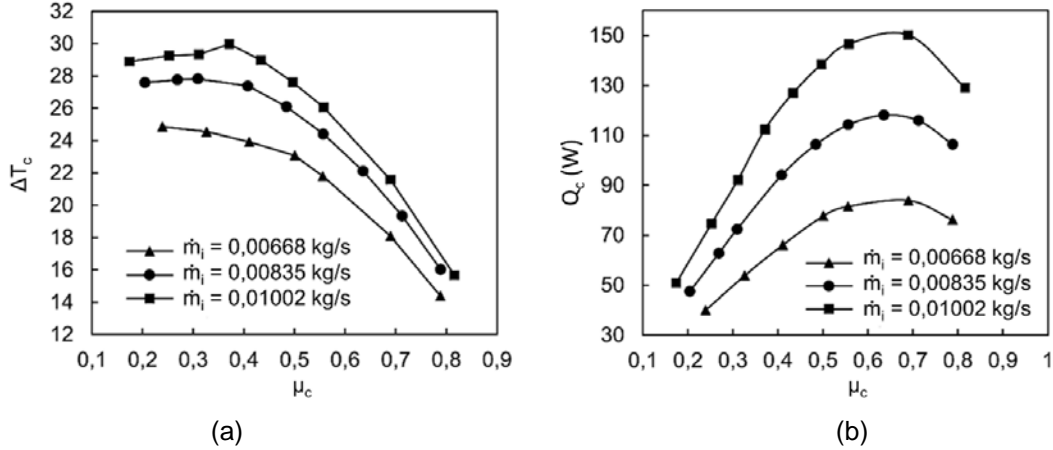 32
30
28
26
24
22
20
18
16
14
12
ΔT_c
ṁ_i = 0,00668 kg/s
ṁ_i = 0,00835 kg/s
ṁ_i = 0,01002 kg/s
0,1 0,2 0,3 0,4 0,5 0,6 0,7 0,8 0,9
μ_c
(a)
150
130
110
90
70
50
30
Q_c (W)
ṁ_i = 0,00668 kg/s
ṁ_i = 0,00835 kg/s
ṁ_i = 0,01002 kg/s
0,1 0,2 0,3 0,4 0,5 0,6 0,7 0,8 0,9 1
μ_c
(b)